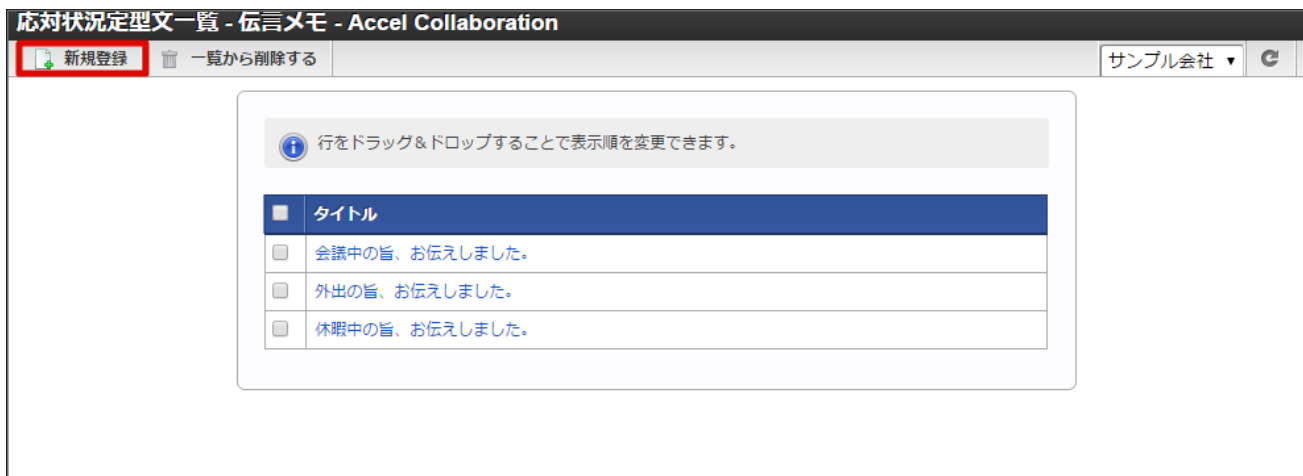 応対状況定型文一覧 - 伝言メモ - Accel Collaboration
新規登録 一覧から削除する サンプル会社
行をドラッグ&ドロップすることで表示順を変更できます。
タイトル
会議中の旨、お伝えしました。
外出の旨、お伝えしました。
休暇中の旨、お伝えしました。